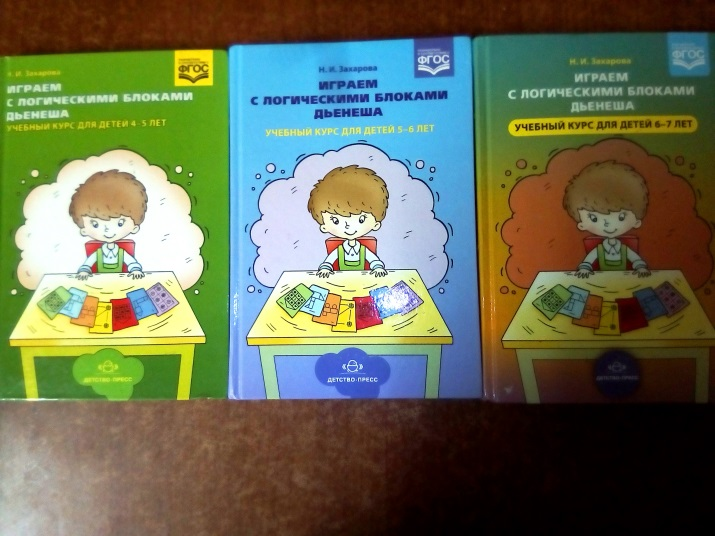 Н. И. Захарова
ФГОС
ИГРАЕМ
С ЛОГИЧЕСКИМИ БЛОКАМИ
ДЬЕНЕША
УЧЕБНЫЙ КУРС ДЛЯ ДЕТЕЙ 4-5 ЛЕТ
ДЕТСТВО-ПРЕСС
Н. И. Захарова
ФГОС
ИГРАЕМ
С ЛОГИЧЕСКИМИ БЛОКАМИ
ДЬЕНЕША
УЧЕБНЫЙ КУРС ДЛЯ ДЕТЕЙ 5-6 ЛЕТ
ДЕТСТВО-ПРЕСС
Н. И. Захарова
ФГОС
ИГРАЕМ
С ЛОГИЧЕСКИМИ БЛОКАМИ
ДЬЕНЕША
УЧЕБНЫЙ КУРС ДЛЯ ДЕТЕЙ 6-7 ЛЕТ
ДЕТСТВО-ПРЕСС